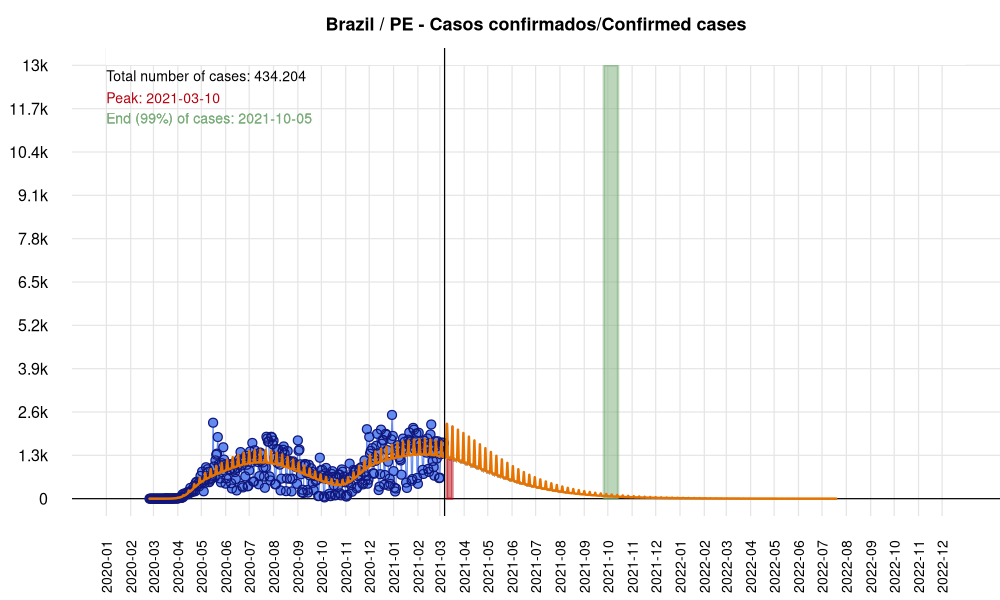 Brazil / PE - Casos confirmados/Confirmed cases
Total number of cases: 434.204
Peak: 2021-03-10
End (99%) of cases: 2021-10-05
13k
11.7k
10.4k
9.1k
7.8k
6.5k
5.2k
3.9k
2.6k
1.3k
0
2020-01
2020-02
2020-03
2020-04
2020-05
2020-06
2020-07
2020-08
2020-09
2020-10
2020-11
2020-12
2021-01
2021-02
2021-03
2021-04
2021-05
2021-06
2021-07
2021-08
2021-09
2021-10
2021-11
2021-12
2022-01
2022-02
2022-03
2022-04
2022-05
2022-06
2022-07
2022-08
2022-09
2022-10
2022-11
2022-12